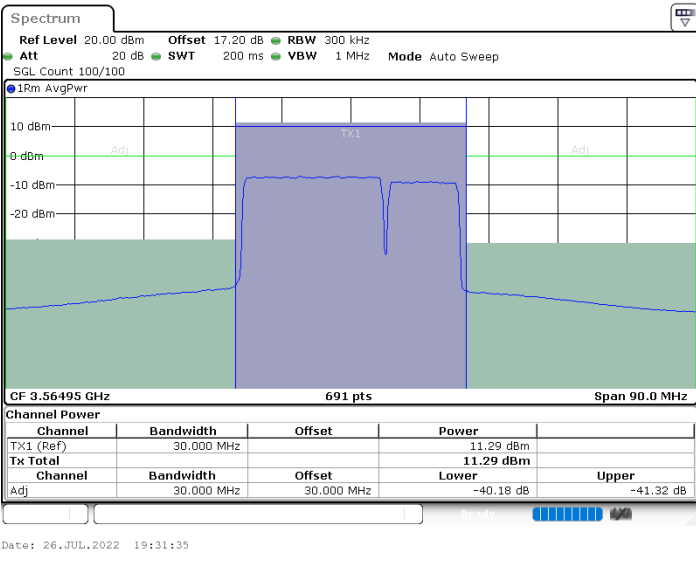 Spectrum
Ref Level 20.00 dBm Offset 17.20 dB RBW 300 kHz
Att 20 dB SWT 200 ms VBW 1 MHz Mode Auto Sweep
SGL Count 100/100
1Rm AvgPwr
10 dBm
TX1
Adj Adj
0 dBm
-10 dBm
-20 dBm
CF 3.56495 GHz 691 pts Span 90.0 MHz
Channel Power
Channel Bandwidth Offset Power
TX1 (Ref) 30.000 MHz 11.29 dBm
Tx Total 11.29 dBm
Channel Bandwidth Offset Lower Upper
Adj 30.000 MHz 30.000 MHz -40.18 dB -41.32 dB
Ready
Date: 26.JUL.2022 19:31:35